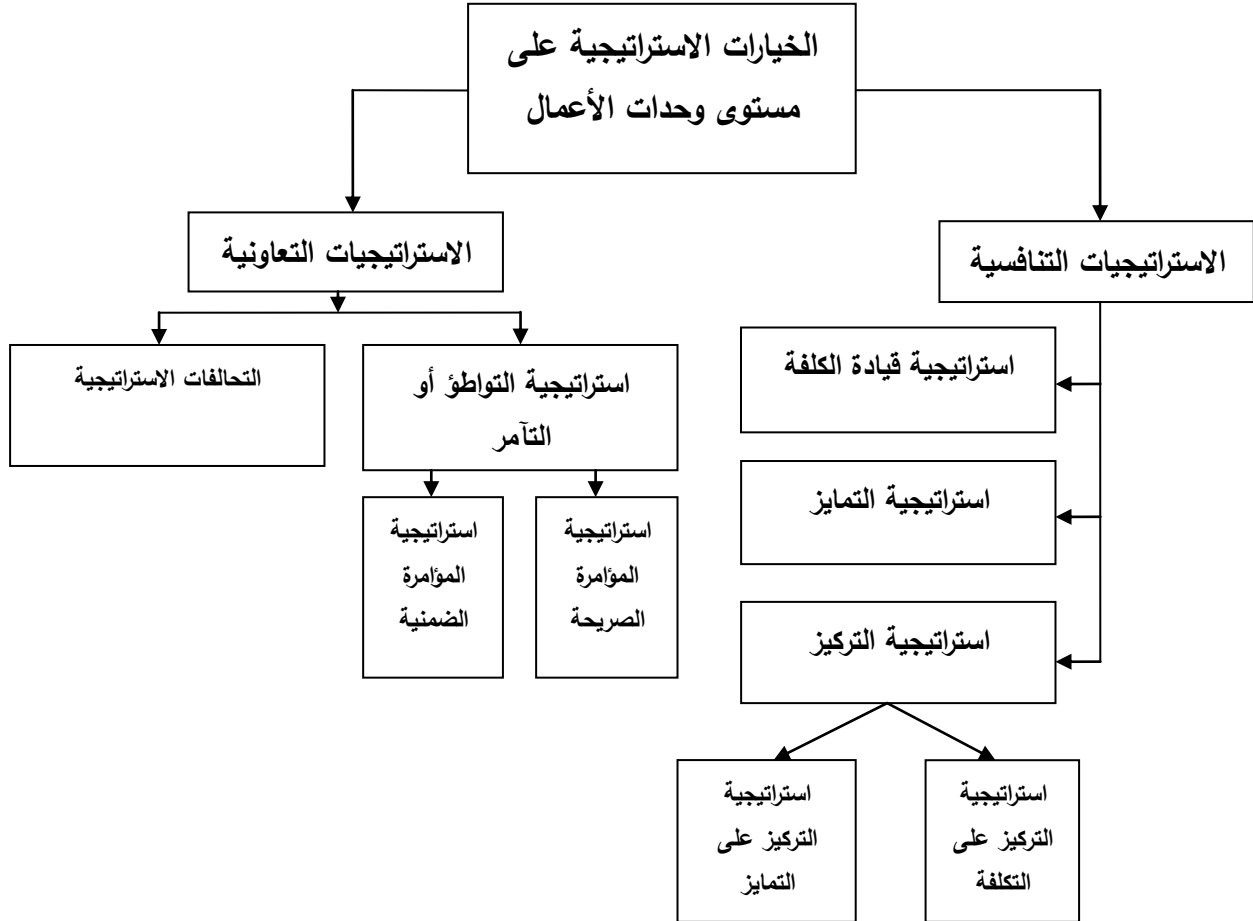 الخيارات الاستراتيجية على
مستوى وحدات الأعمال
الاستراتيجيات التنافسية
الاستراتيجيات التعاونية
استراتيجية قيادة الكلفة
استراتيجية التمايز
استراتيجية التركيز
استراتيجية
التركيز على
التكلفة
استراتيجية
التركيز على
التمايز
استراتيجية التواطؤ أو
التآمر
التحالفات الاستراتيجية
استراتيجية
المؤامرة
الصريحة
استراتيجية
المؤامرة
الضمنية